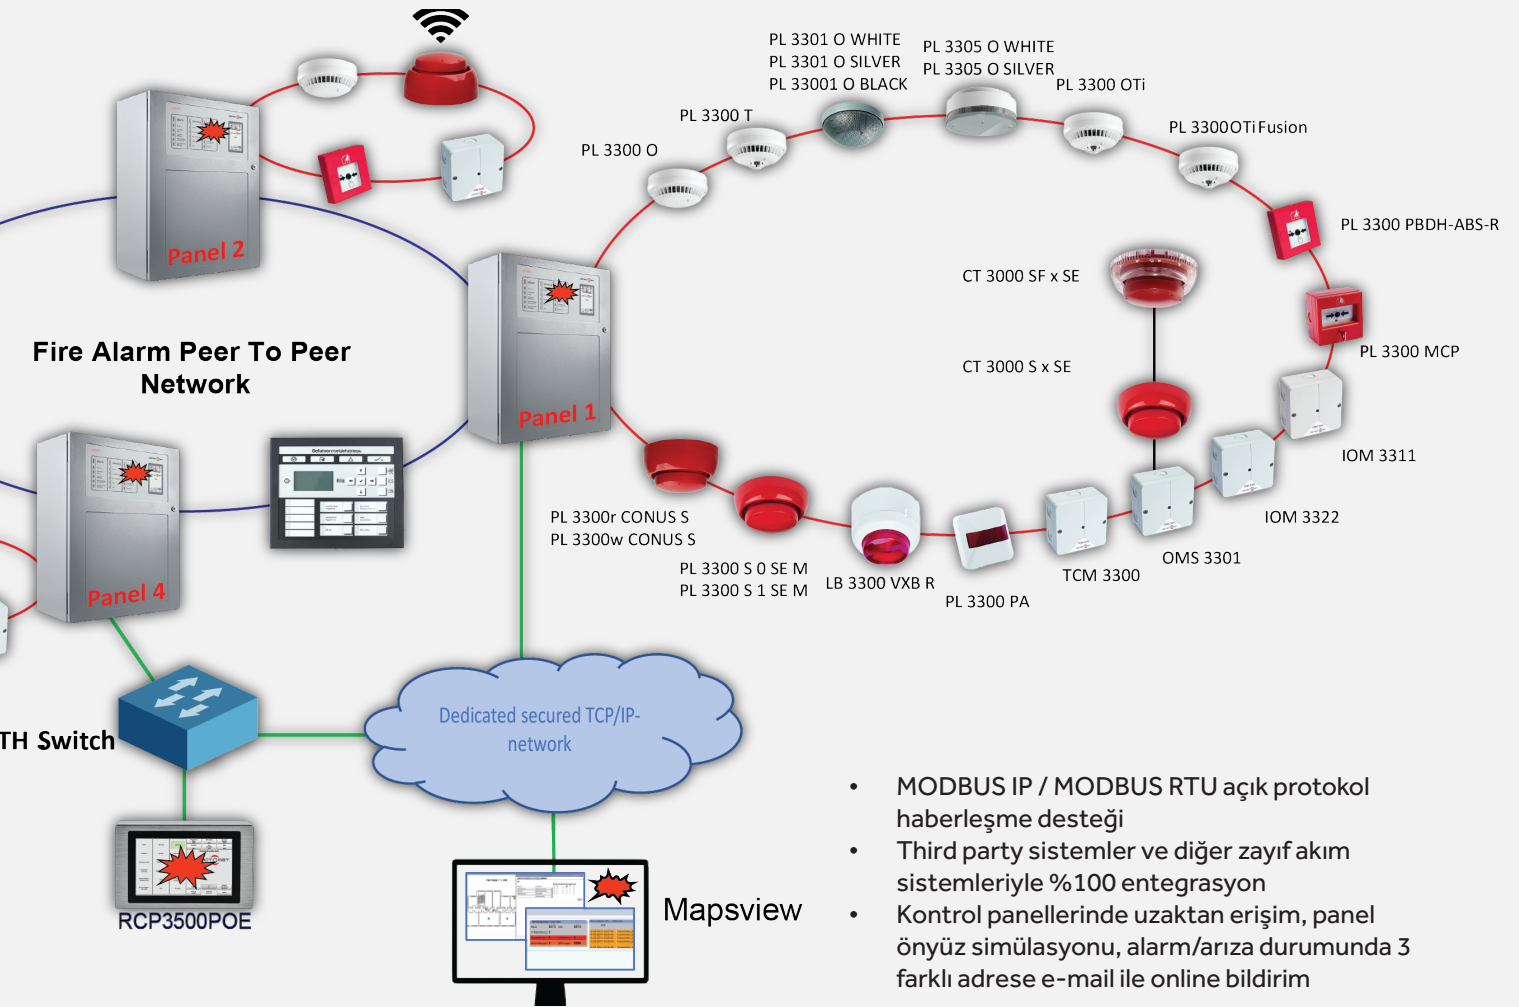 PL 3301 O WHITE
PL 3301 O SILVER
PL 33001 O BLACK
PL 3305 O WHITE
PL 3305 O SILVER
PL 3300 OTi
PL 3300 T
PL 3300OTiFusion
PL 3300 O
PL 3300 PBDH-ABS-R
Panel 2
CT 3000 SF x SE
Fire Alarm Peer To Peer
Network
PL 3300 MCP
CT 3000 S x SE
Panel 1
IOM 3311
PL 3300r CONUS S
PL 3300w CONUS S
IOM 3322
OMS 3301
PL 3300 S 0 SE M
PL 3300 S 1 SE M
LB 3300 VXB R
TCM 3300
PL 3300 PA
Panel 4
Dedicated secured TCP/IP-
network
TH Switch
RCP3500POE
Mapsview
• MODBUS IP / MODBUS RTU açık protokol
haberleşme desteği
• Third party sistemler ve diğer zayıf akım
sistemleriyle %100 entegrasyon
• Kontrol panellerinde uzaktan erişim, panel
önyüz simülasyonu, alarm/arıza durumunda 3
farklı adrese e-mail ile online bildirim